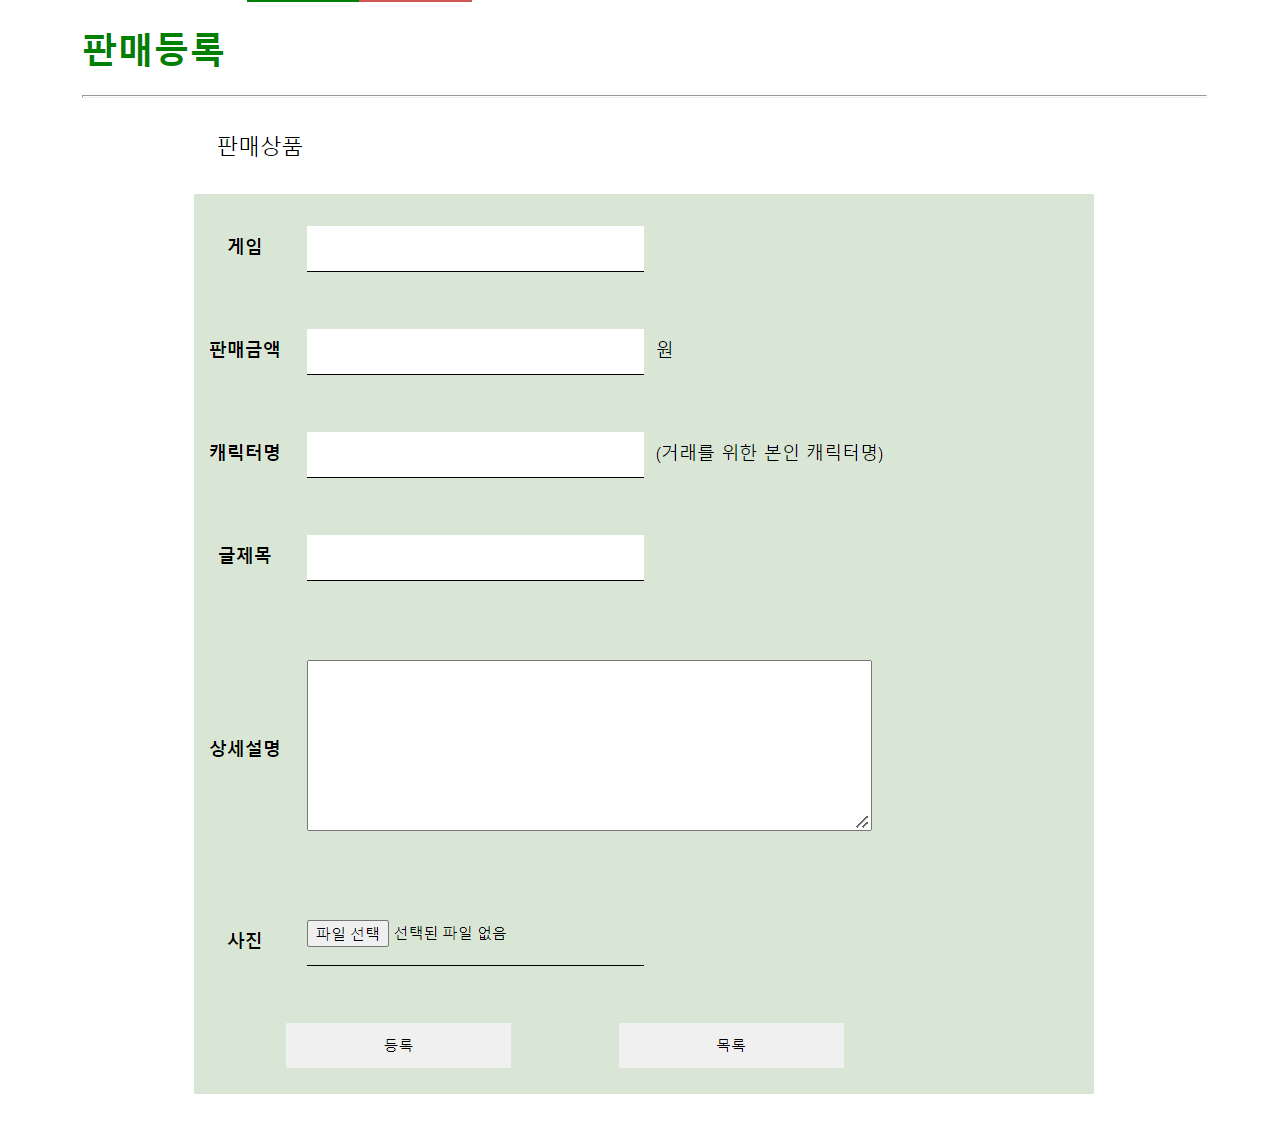 판매등록
판매상품
게임
판매금액 원
캐릭터명 (거래를 위한 본인 캐릭터명)
글제목
상세설명
사진 파일 선택 선택된 파일 없음
등록 목록